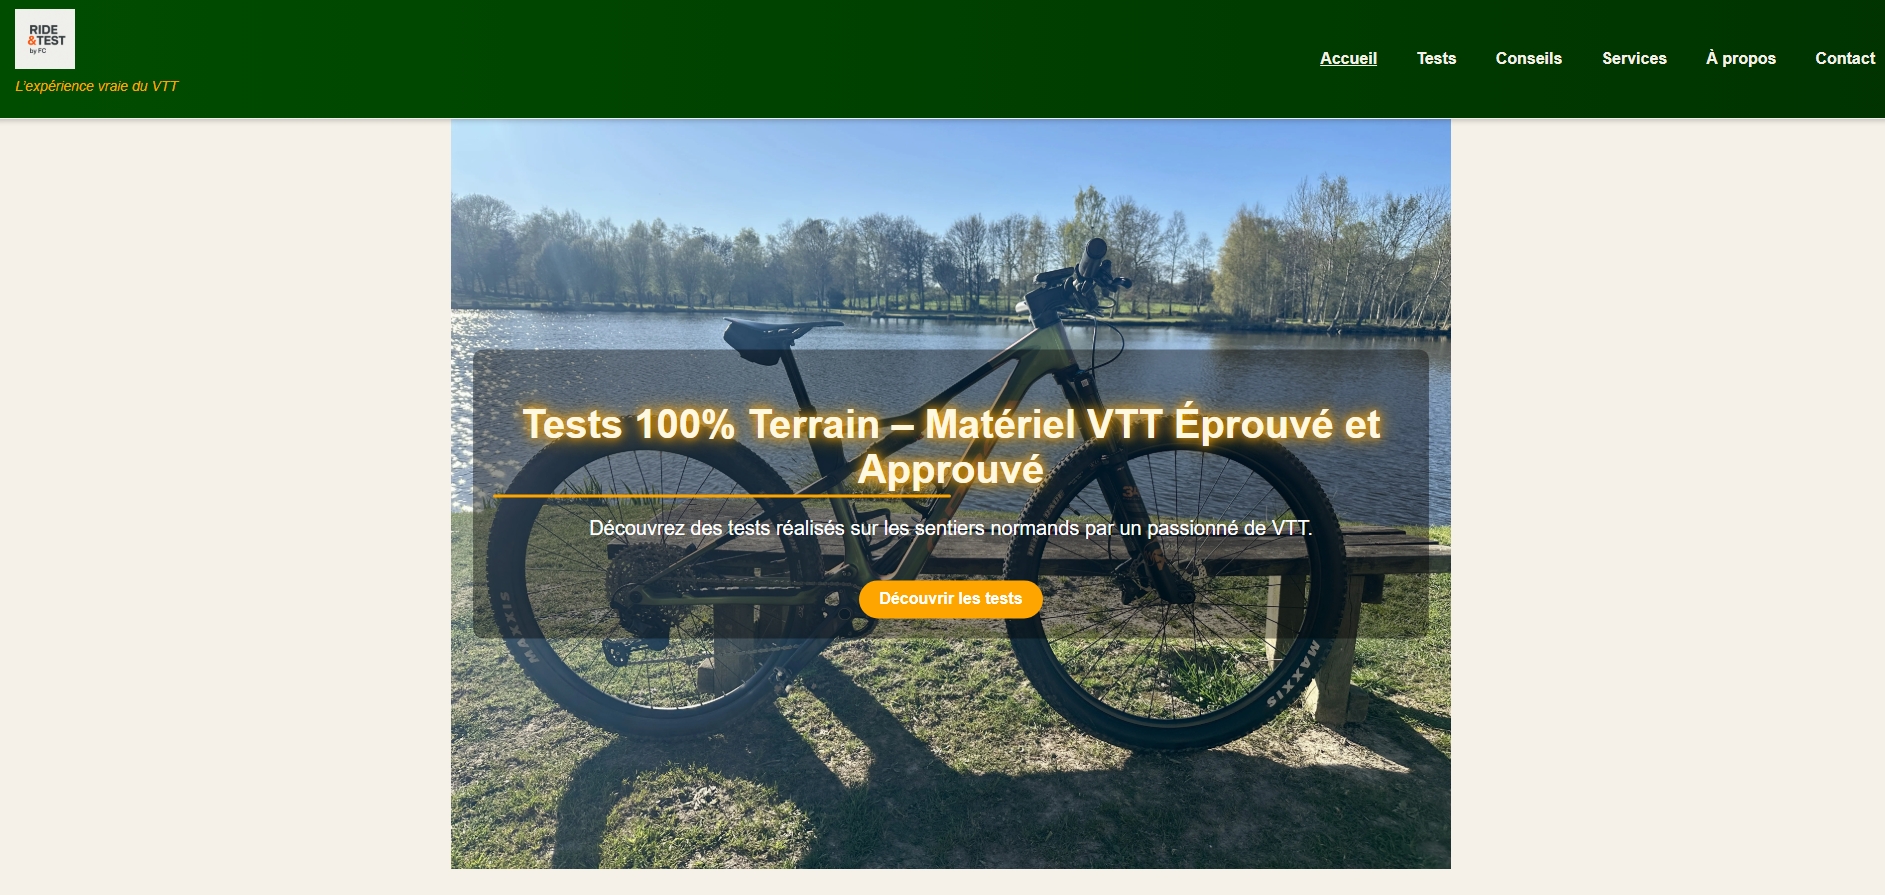 RIDE
&TEST
by FC
L'expérience vraie du VTT
Accueil
Tests
Conseils
Services
À propos
Contact
Tests 100% Terrain – Matériel VTT Éprouvé et
Approuvé
Découvrez des tests réalisés sur les sentiers normands par un passionné de VTT.
Découvrir les tests
MAXXIS
MAXXIS
34